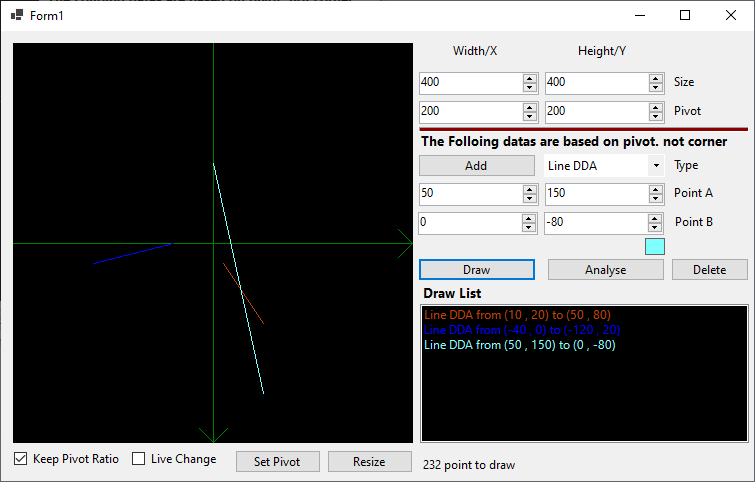 Form1
Width/X Height/Y
400 400 Size
200 200 Pivot
The Folloing datas are based on pivot. not corner
Add Line DDA Type
50 150 Point A
0 -80 Point B
Draw Analyse Delete
Draw List
Line DDA from (10 , 20) to (50 , 80)
Line DDA from (-40 , 0) to (-120 , 20)
Line DDA from (50 , 150) to (0 , -80)
Keep Pivot Ratio Live Change Set Pivot Resize 232 point to draw